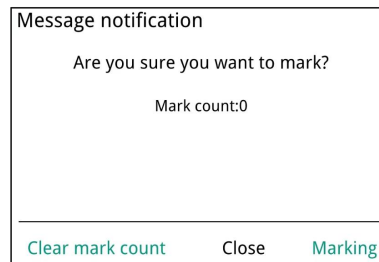 Message notification
Are you sure you want to mark?
Mark count:0
Clear mark count Close Marking